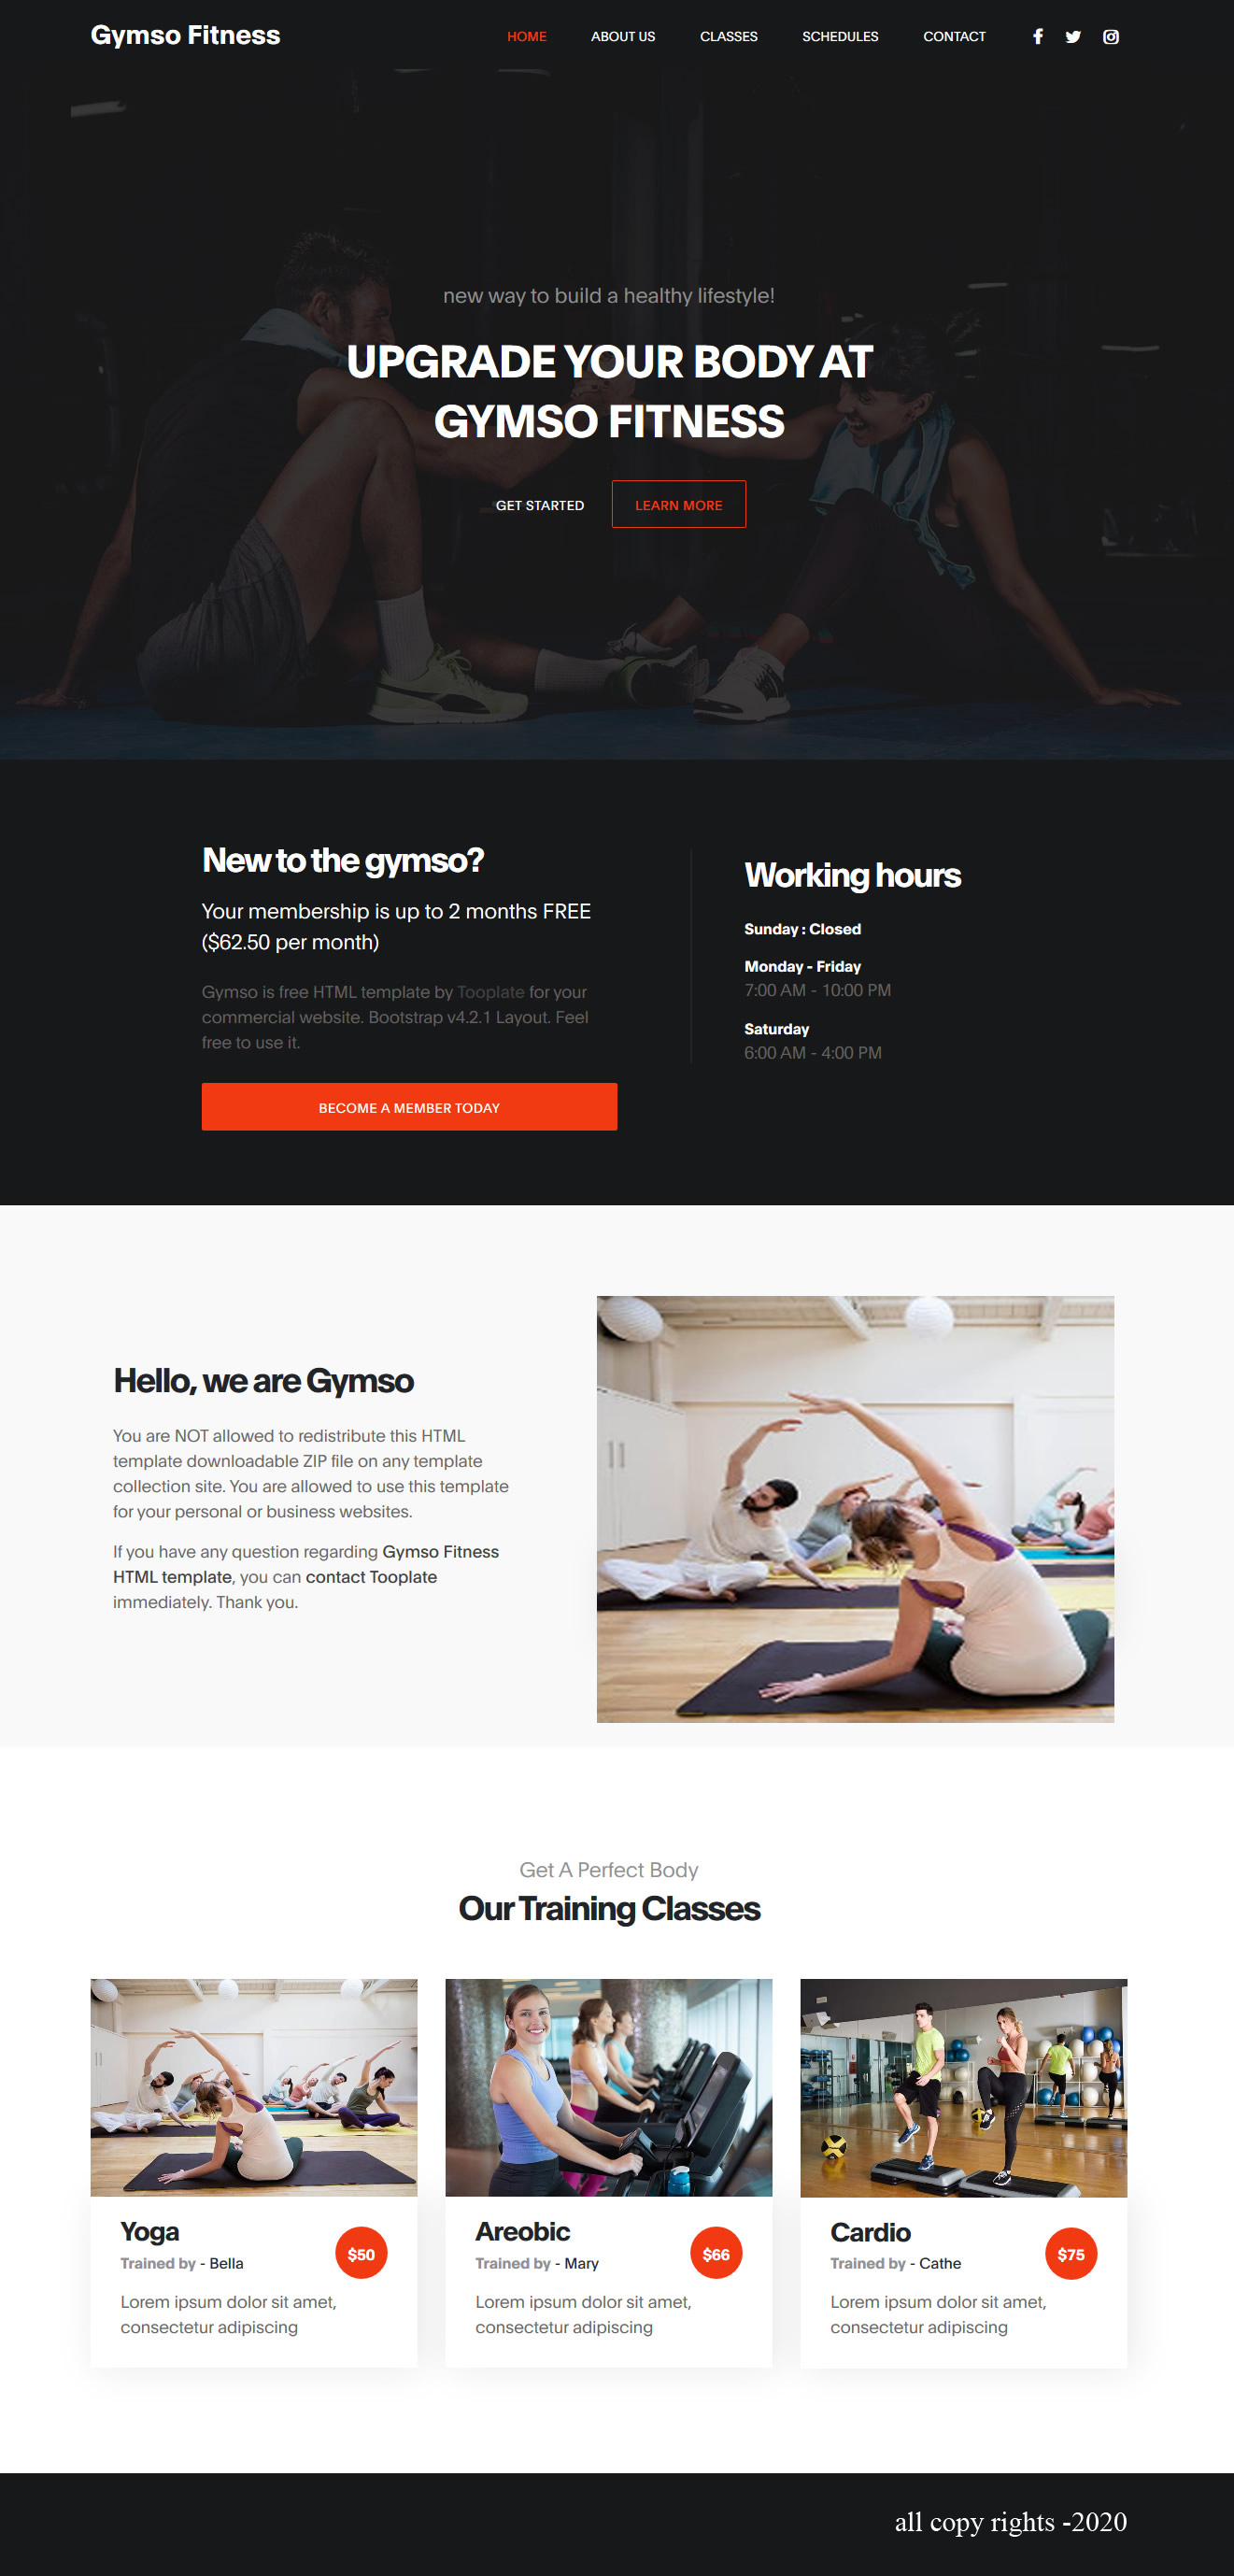 Gymso Fitness
HOME ABOUT US CLASSES SCHEDULES CONTACT
new way to build a healthy lifestyle!
UPGRADE YOUR BODY AT
GYMSO FITNESS
GET STARTED LEARN MORE
New to the gymso?
Your membership is up to 2 months FREE
($62.50 per month)
Gymso is free HTML template by Tooplate for your
commercial website. Bootstrap v4.2.1 Layout. Feel
free to use it.
BECOME A MEMBER TODAY
Working hours
Sunday : Closed
Monday - Friday
7:00 AM - 10:00 PM
Saturday
6:00 AM - 4:00 PM
Hello, we are Gymso
You are NOT allowed to redistribute this HTML
template downloadable ZIP file on any template
collection site. You are allowed to use this template
for your personal or business websites.
If you have any question regarding Gymso Fitness
HTML template, you can contact Tooplate
immediately. Thank you.
Get A Perfect Body
Our Training Classes
Yoga
Trained by - Bella
$50
Lorem ipsum dolor sit amet,
consectetur adipiscing
Areobic
Trained by - Mary
$66
Lorem ipsum dolor sit amet,
consectetur adipiscing
Cardio
Trained by - Cathe
$75
Lorem ipsum dolor sit amet,
consectetur adipiscing
all copy rights -2020